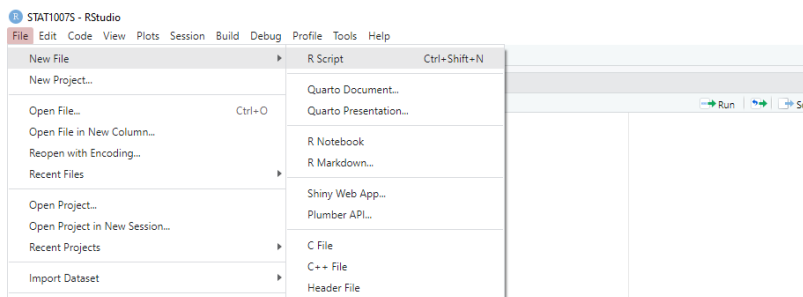 R STAT1007S - RStudio
File Edit Code View Plots Session Build Debug Profile Tools Help
New File
New Project...
Open File... Ctrl+O
Open File in New Column...
Reopen with Encoding...
Recent Files
Open Project...
Open Project in New Session...
Recent Projects
Import Dataset
R Script Ctrl+Shift+N
Quarto Document...
Quarto Presentation...
R Notebook
R Markdown...
Shiny Web App...
Plumber API...
C File
C++ File
Header File
Run